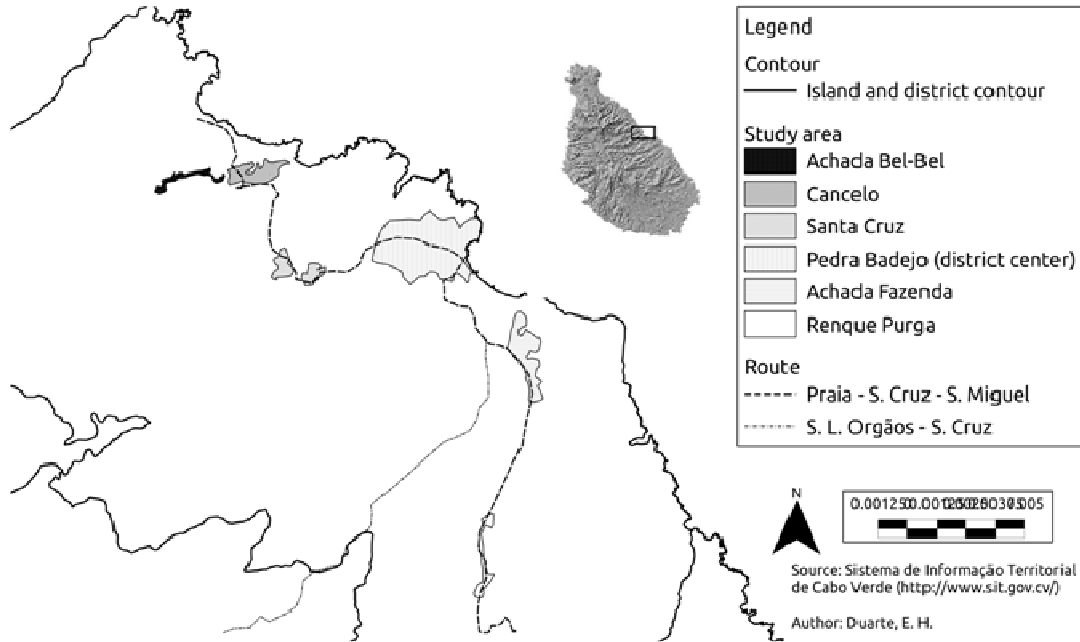 Legend
Contour
Island and district contour
Study area
Achada Bel-Bel
Cancelo
Santa Cruz
Pedra Badejo (district center)
Achada Fazenda
Renque Purga
Route
Praia - S. Cruz - S. Miguel
S. L. Orgãos - S. Cruz
N
Source: Sistema de Informação Territorial
de Cabo Verde (http://www.sit.gov.cv/)
Author: Duarte, E. H.